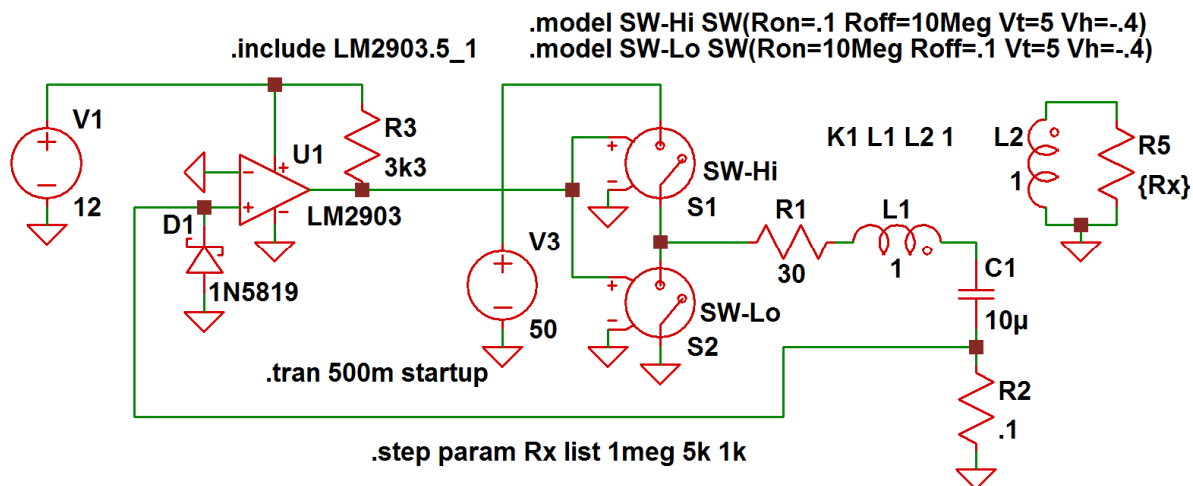 .model SW-Hi SW(Ron=.1 Roff=10Meg Vt=5 Vh=-.4)
.include LM2903.5_1
.model SW-Lo SW(Ron=10Meg Roff=.1 Vt=5 Vh=-.4)
V1
12
R3
3k3
U1
LM2903
D1
1N5819
V3
50
SW-Hi
S1
SW-Lo
S2
R1
30
L1
1
K1 L1 L2 1
L2
1
R5
{Rx}
C1
10µ
R2
.1
.tran 500m startup
.step param Rx list 1meg 5k 1k